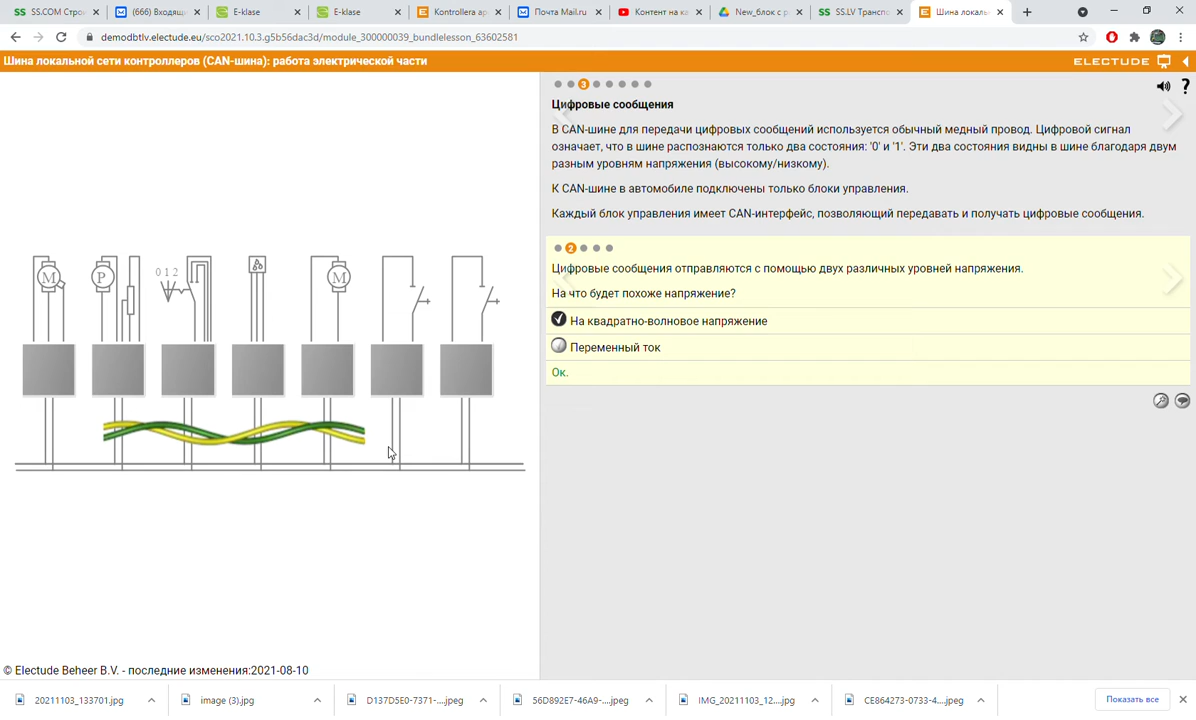 SS.COM Строи
(666) Входящи
E-klase
E-klase
Kontrollera ap
Почта Mail.ru
Контент на ка
New_блок с р
SS.LV Транспо
Шина локаль
demodbtlv.electude.eu/sco2021.10.3.g5b56dac3d/module_300000039_bundlelesson_63602581
Шина локальной сети контроллеров (CAN-шина): работа электрической части
ELECTUDE
3
?
Цифровые сообщения
В CAN-шине для передачи цифровых сообщений используется обычный медный провод. Цифровой сигнал
означает, что в шине распознаются только два состояния: '0' и '1'. Эти два состояния видны в шине благодаря двум
разным уровням напряжения (высокому/низкому).
К CAN-шине в автомобиле подключены только блоки управления.
Каждый блок управления имеет CAN-интерфейс, позволяющий передавать и получать цифровые сообщения.
2
Цифровые сообщения отправляются с помощью двух различных уровней напряжения.
На что будет похоже напряжение?
На квадратно-волновое напряжение
Переменный ток
Ок.
M
P
0 1 2
M
© Electude Beheer B.V. - последние изменения:2021-08-10
20211103_133701.jpg
image (3).jpg
D137D5E0-7371-....jpeg
56D892E7-46A9-....jpeg
IMG_20211103_12....jpg
CE864273-0733-4....jpeg
Показать все